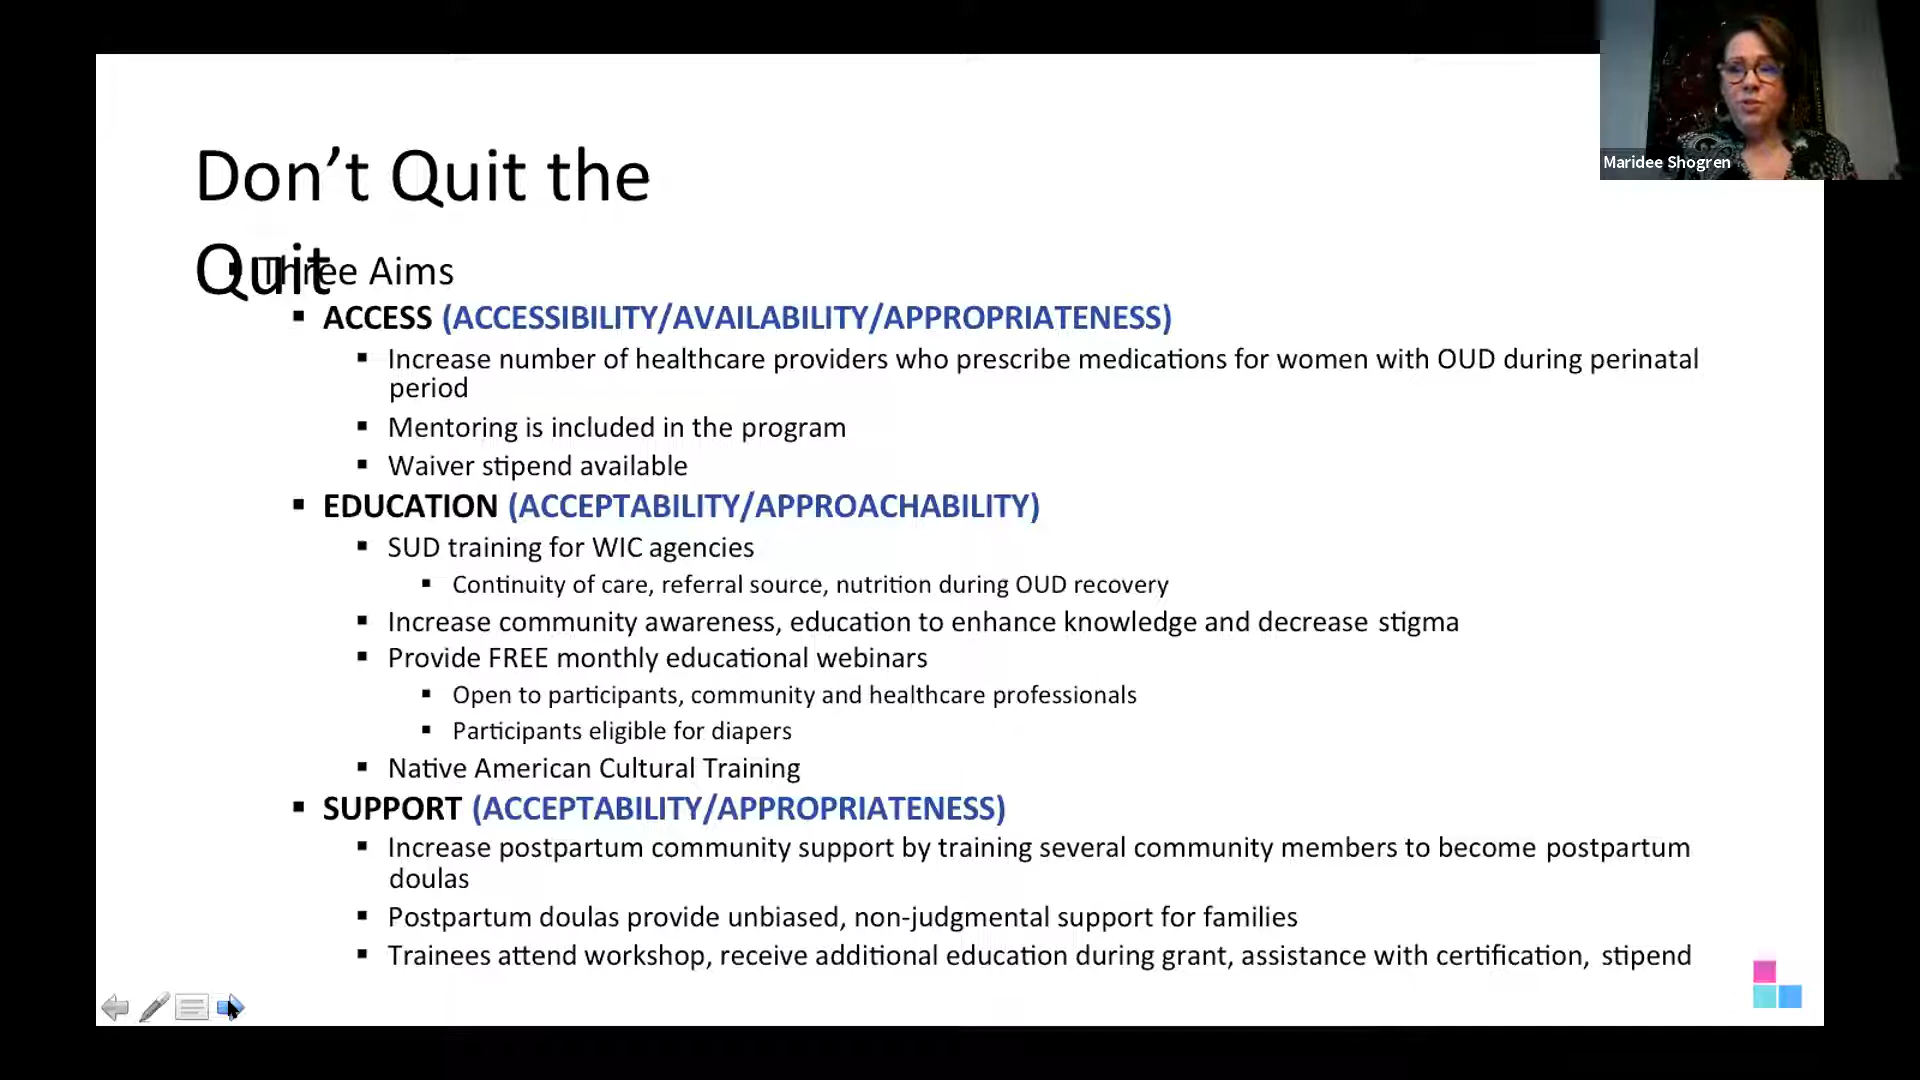 Maridee Shogren
Don’t Quit the
Quit
▪ Three Aims
▪ ACCESS (ACCESSIBILITY/AVAILABILITY/APPROPRIATENESS)
▪ Increase number of healthcare providers who prescribe medications for women with OUD during perinatal
period
▪ Mentoring is included in the program
▪ Waiver stipend available
▪ EDUCATION (ACCEPTABILITY/APPROACHABILITY)
▪ SUD training for WIC agencies
▪ Continuity of care, referral source, nutrition during OUD recovery
▪ Increase community awareness, education to enhance knowledge and decrease stigma
▪ Provide FREE monthly educational webinars
▪ Open to participants, community and healthcare professionals
▪ Participants eligible for diapers
▪ Native American Cultural Training
▪ SUPPORT (ACCEPTABILITY/APPROPRIATENESS)
▪ Increase postpartum community support by training several community members to become postpartum
doulas
▪ Postpartum doulas provide unbiased, non-judgmental support for families
▪ Trainees attend workshop, receive additional education during grant, assistance with certification, stipend